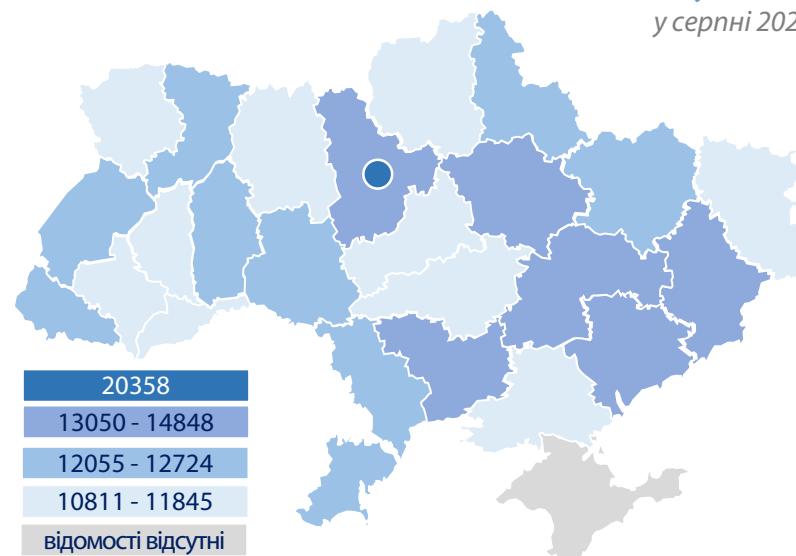 у серпні 202
20358
13050 - 14848
12055 - 12724
10811 - 11845
відомості відсутні